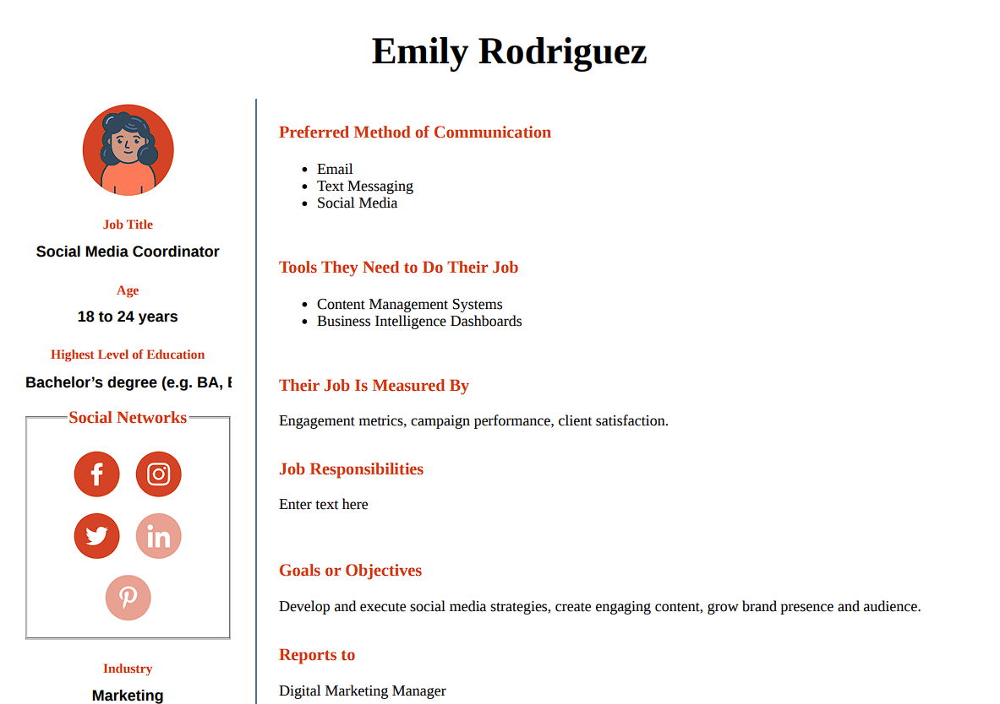 Emily Rodriguez
Job Title
Social Media Coordinator
Age
18 to 24 years
Highest Level of Education
Bachelor’s degree (e.g. BA,
Social Networks
f
in
Industry
Marketing
Preferred Method of Communication
Email
Text Messaging
Social Media
Tools They Need to Do Their Job
Content Management Systems
Business Intelligence Dashboards
Their Job Is Measured By
Engagement metrics, campaign performance, client satisfaction.
Job Responsibilities
Enter text here
Goals or Objectives
Develop and execute social media strategies, create engaging content, grow brand presence and audience.
Reports to
Digital Marketing Manager